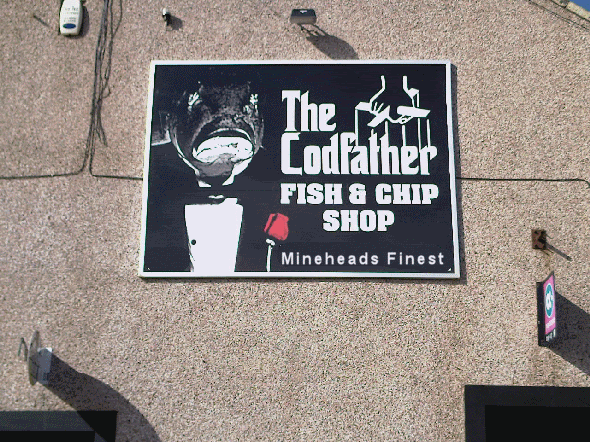 The
Codfather
FISH & CHIP
SHOP
Mineheads Finest